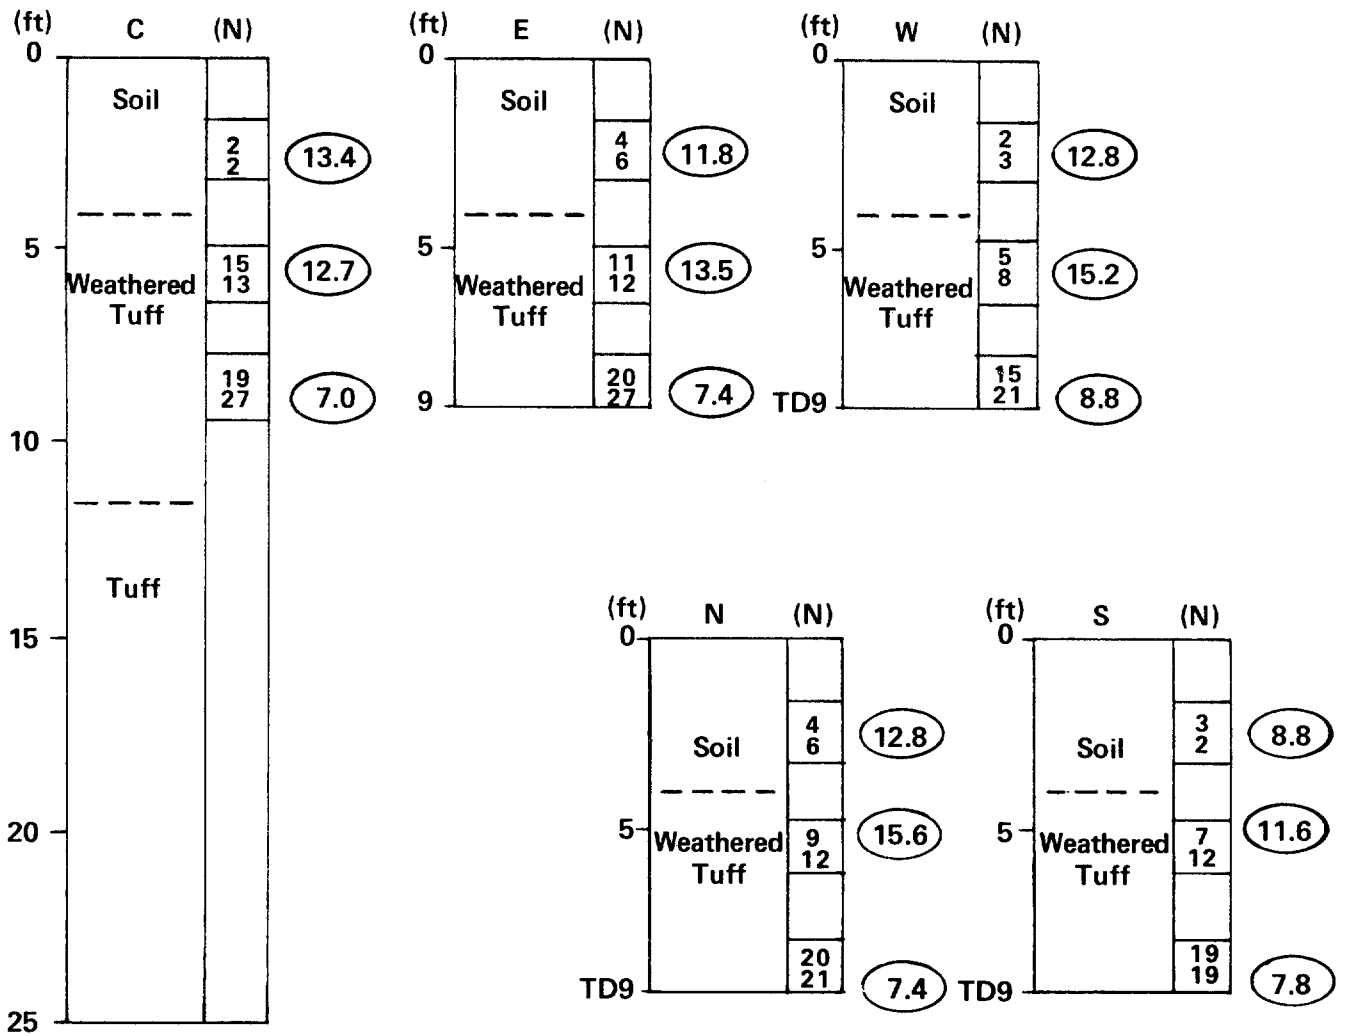 (ft) C (N)
0
Soil
2
2
13.4
5
15
13
12.7
Weathered
Tuff
19
27
7.0
10
Tuff
15
20
25
(ft) E (N)
0
Soil
4
6
11.8
5
11
12
13.5
Weathered
Tuff
20
27
7.4
9
(ft) W (N)
0
Soil
2
3
12.8
5
5
8
15.2
Weathered
Tuff
15
21
8.8
TD9
(ft) N (N)
0
4
6
12.8
Soil
5
9
12
15.6
Weathered
Tuff
20
21
7.4
TD9
(ft) S (N)
0
3
2
8.8
Soil
5
7
12
11.6
Weathered
Tuff
19
19
7.8
TD9